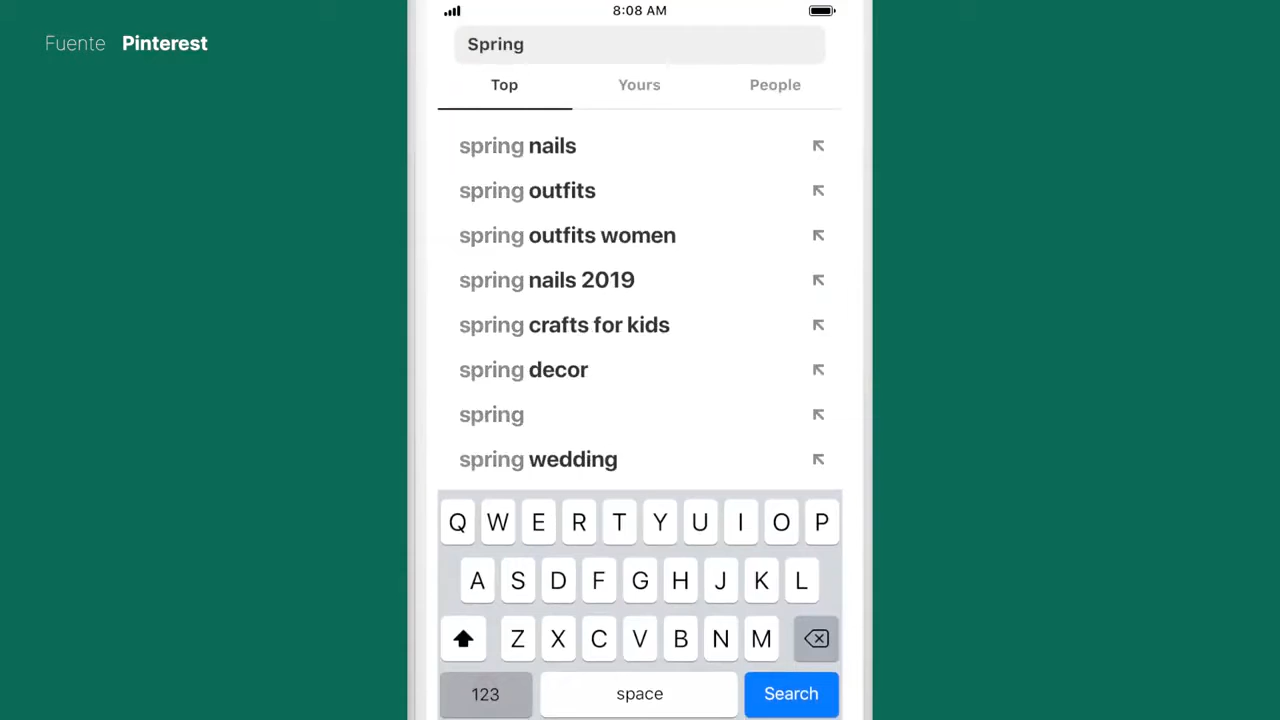 Fuente Pinterest
8:08 AM
Spring
Top Yours People
spring nails
spring outfits
spring outfits women
spring nails 2019
spring crafts for kids
spring decor
spring
spring wedding
Q W E R T Y U I O P
A S D F G H J K L
Z X C V B N M
123 space Search